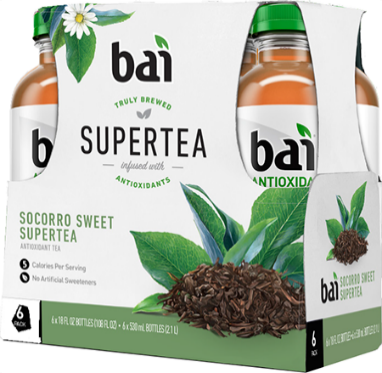 bai
TRULY BREWED
SUPERTEA
infused with
ANTIOXIDANTS
b
bai
ANTIOXIDA
SOCORRO SWEET
SUPERTEA
ANTIOXIDANT TEA
5 Calories Per Serving
No Artificial Sweeteners
6
PACK
6 x 18 FL OZ BOTTLES (108 FL OZ) • 6 x 530 mL BOTTLES (2.1 L)
bai
SOCORRO SWEET
SUPERTEA
6